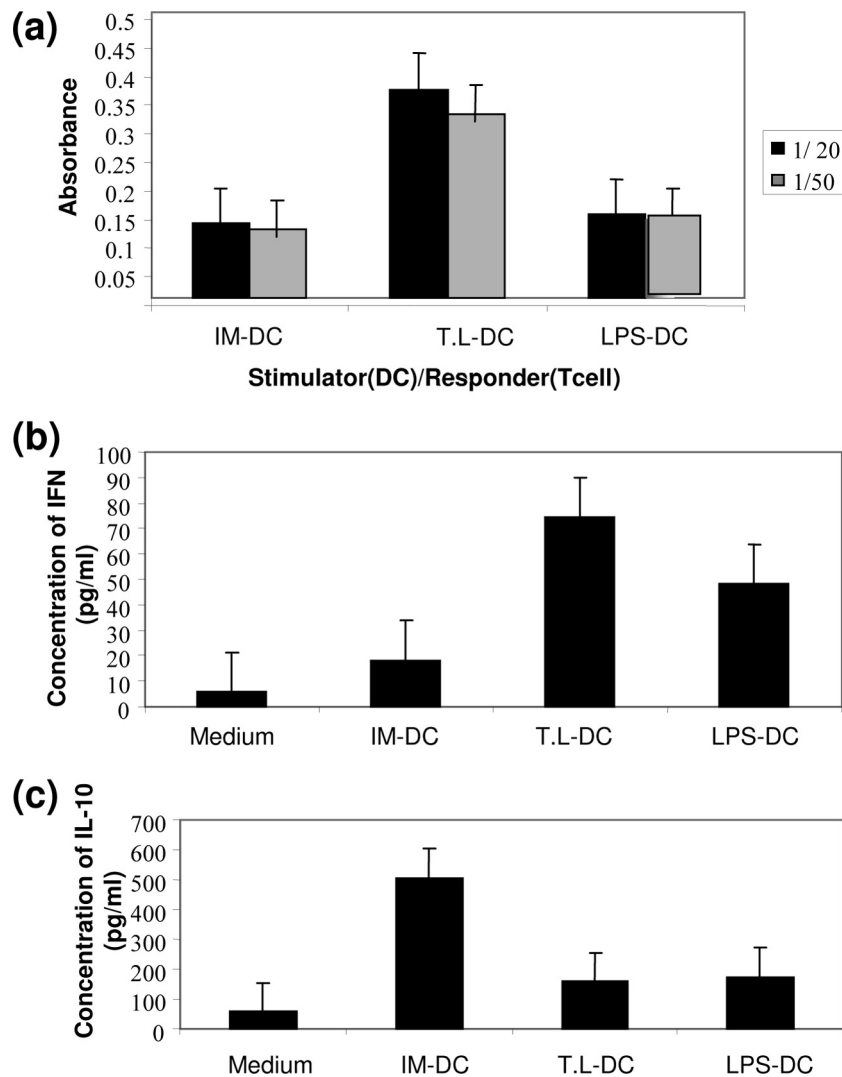 (a)
Absorbance
0.5
0.45
0.4
0.35
0.3
0.25
0.2
0.15
0.1
0.05
1/ 20
1/50
IM-DC T.L-DC LPS-DC
Stimulator(DC)/Responder(Tcell)
(b)
Concentration of IFN
(pg/ml)
100
90
80
70
60
50
40
30
20
10
0
Medium IM-DC T.L-DC LPS-DC
(c)
Concentration of IL-10
(pg/ml)
700
600
500
400
300
200
100
0
Medium IM-DC T.L-DC LPS-DC